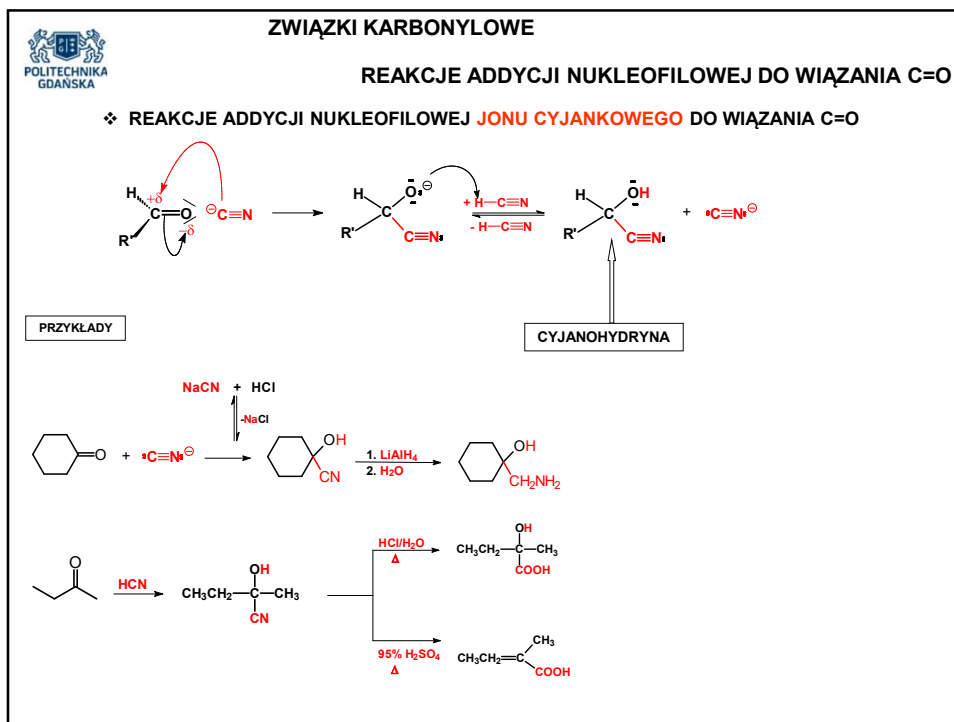 ZWIĄZKI KARBONYLOWE
POLITECHNIKA
GDAŃSKA
REAKCJE ADDYCJI NUKLEOFILOWEJ DO WIĄZANIA C=O
❖ REAKCJE ADDYCJI NUKLEOFILOWEJ JONU CYJANKOWEGO DO WIĄZANIA C=O
H +δ C=O −δ R' ⊖ C≡N
H O ⊖ C R' C≡N
+ H—C≡N
- H—C≡N
H OH C R' C≡N + C≡N ⊖
PRZYKŁADY
CYJANOHYDRYNA
NaCN + HCl
-NaCl
O + C≡N ⊖
OH
CN
1. LiAlH₄
2. H₂O
OH
CH₂NH₂
O
HCN
OH
CH₃CH₂—C—CH₃
CN
HCl/H₂O
Δ
OH
CH₃CH₂—C—CH₃
COOH
95% H₂SO₄
Δ
CH₃
CH₃CH₂=C
COOH